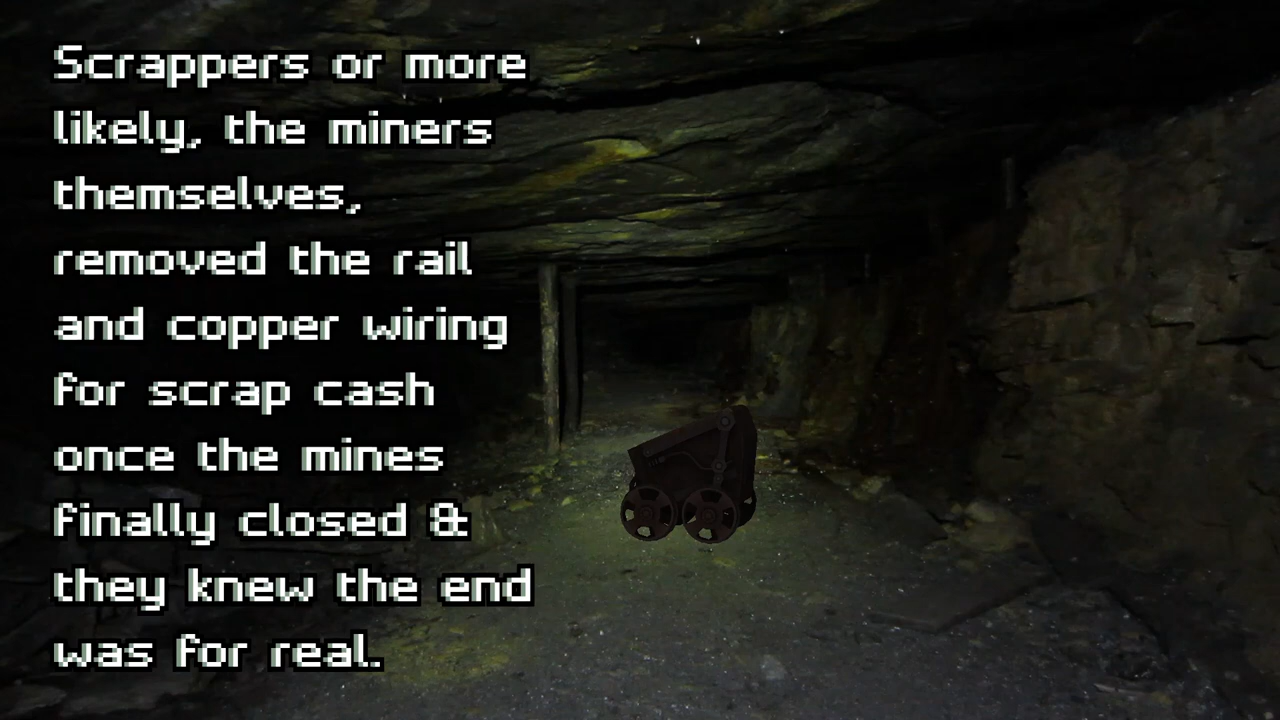 Scrappers or more
likely, the miners
themselves,
removed the rail
and copper wiring
for scrap cash
once the mines
finally closed &
they knew the end
was for real.